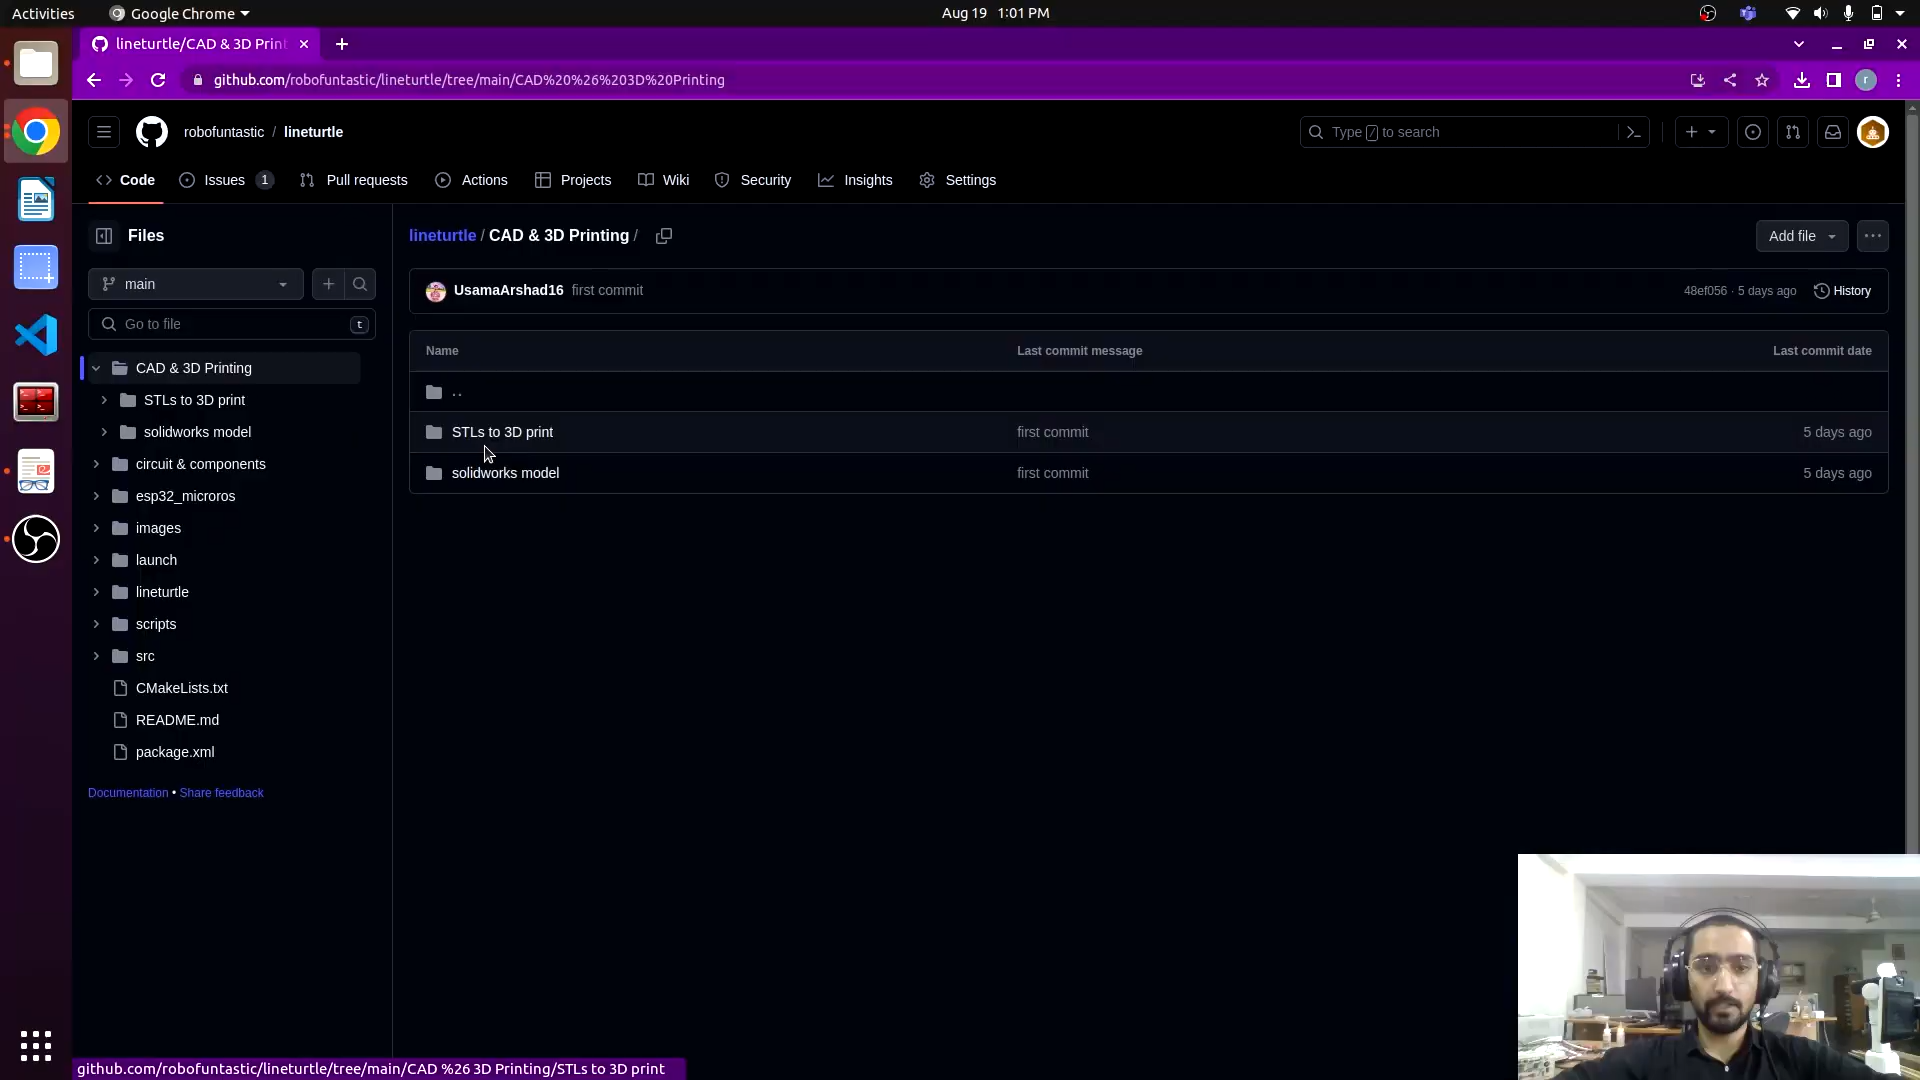 Activities
Google Chrome
Aug 19 1:01 PM
lineturtle/CAD & 3D Print
github.com/robofuntastic/lineturtle/tree/main/CAD%20%26%203D%20Printing
r
robofuntastic / lineturtle
Type / to search
Code
Issues 1
Pull requests
Actions
Projects
Wiki
Security
Insights
Settings
Files
main
Go to file
t
CAD & 3D Printing
STLs to 3D print
solidworks model
circuit & components
esp32_microros
images
launch
lineturtle
scripts
src
CMakeLists.txt
README.md
package.xml
Documentation • Share feedback
lineturtle / CAD & 3D Printing /
Add file
UsamaArshad16 first commit
48ef056 · 5 days ago
History
Name Last commit message Last commit date
..
STLs to 3D print first commit 5 days ago
solidworks model first commit 5 days ago
github.com/robofuntastic/lineturtle/tree/main/CAD %26 3D Printing/STLs to 3D print